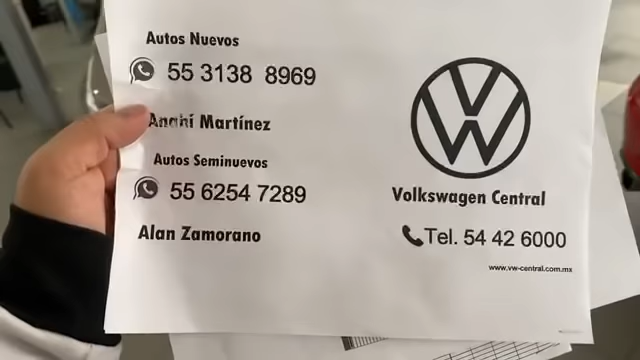 Autos Nuevos
55 3138 8969
Anahí Martínez
Autos Seminuevos
55 6254 7289
Alan Zamorano
Volkswagen Central
Tel. 54 42 6000
www.vw-central.com.mx